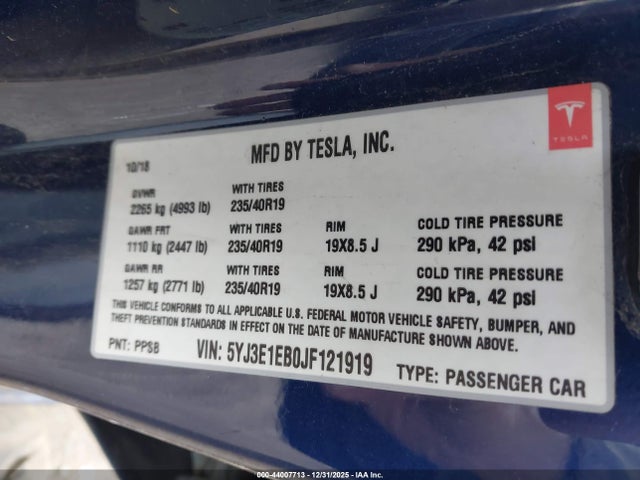 TESLA
MFD BY TESLA, INC.
10/18
GVWR WITH TIRES
2265 kg (4993 lb) 235/40R19
GAWR FRT WITH TIRES RIM COLD TIRE PRESSURE
1110 kg (2447 lb) 235/40R19 19X8.5 J 290 kPa, 42 psi
GAWR RR WITH TIRES RIM COLD TIRE PRESSURE
1257 kg (2771 lb) 235/40R19 19X8.5 J 290 kPa, 42 psi
THIS VEHICLE CONFORMS TO ALL APPLICABLE U.S. FEDERAL MOTOR VEHICLE SAFETY, BUMPER, AND
THEFT PREVENTION STANDARDS IN EFFECT ON THE DATE OF MANUFACTURE SHOWN ABOVE.
PNT: PPSB VIN: 5YJ3E1EB0JF121919 TYPE: PASSENGER CAR
000-44007713 - 12/31/2025 - IAA Inc.